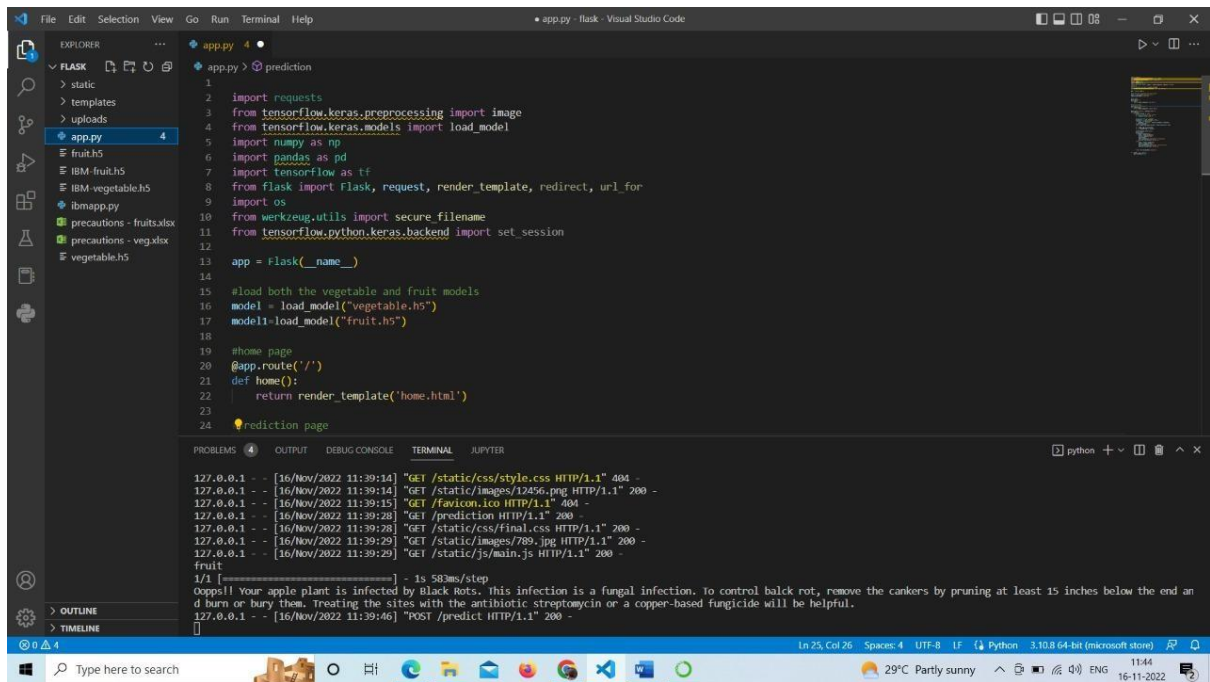 File Edit Selection View Go Run Terminal Help
● app.py - flask - Visual Studio Code
EXPLORER
app.py 4 ●
FLASK
app.py > prediction
> static
> templates
> uploads
app.py 4
fruit.h5
IBM-fruit.h5
IBM-vegetable.h5
ibmapp.py
precautions - fruits.xlsx
precautions - veg.xlsx
vegetable.h5
1
2 import requests
3 from tensorflow.keras.preprocessing import image
4 from tensorflow.keras.models import load_model
5 import numpy as np
6 import pandas as pd
7 import tensorflow as tf
8 from flask import Flask, request, render_template, redirect, url_for
9 import os
10 from werkzeug.utils import secure_filename
11 from tensorflow.python.keras.backend import set_session
12
13 app = Flask(__name__)
14
15 #load both the vegetable and fruit models
16 model = load_model("vegetable.h5")
17 model1=load_model("fruit.h5")
18
19 #home page
20 @app.route('/')
21 def home():
22 return render_template('home.html')
23
24 rediction page
PROBLEMS 4 OUTPUT DEBUG CONSOLE TERMINAL JUPYTER
python
127.0.0.1 - - [16/Nov/2022 11:39:14] "GET /static/css/style.css HTTP/1.1" 404 -
127.0.0.1 - - [16/Nov/2022 11:39:14] "GET /static/images/12456.png HTTP/1.1" 200 -
127.0.0.1 - - [16/Nov/2022 11:39:15] "GET /favicon.ico HTTP/1.1" 404 -
127.0.0.1 - - [16/Nov/2022 11:39:28] "GET /prediction HTTP/1.1" 200 -
127.0.0.1 - - [16/Nov/2022 11:39:28] "GET /static/css/final.css HTTP/1.1" 200 -
127.0.0.1 - - [16/Nov/2022 11:39:29] "GET /static/images/789.jpg HTTP/1.1" 200 -
127.0.0.1 - - [16/Nov/2022 11:39:29] "GET /static/js/main.js HTTP/1.1" 200 -
fruit
1/1 [==============================] - 1s 583ms/step
Oopps!! Your apple plant is infected by Black Rots. This infection is a fungal infection. To control balck rot, remove the cankers by pruning at least 15 inches below the end an
d burn or bury them. Treating the sites with the antibiotic streptomycin or a copper-based fungicide will be helpful.
127.0.0.1 - - [16/Nov/2022 11:39:46] "POST /predict HTTP/1.1" 200 -
> OUTLINE
> TIMELINE
0 4
Ln 25, Col 26 Spaces: 4 UTF-8 LF Python 3.10.8 64-bit (microsoft store)
Type here to search
29°C Partly sunny
ENG
11:44
16-11-2022
2